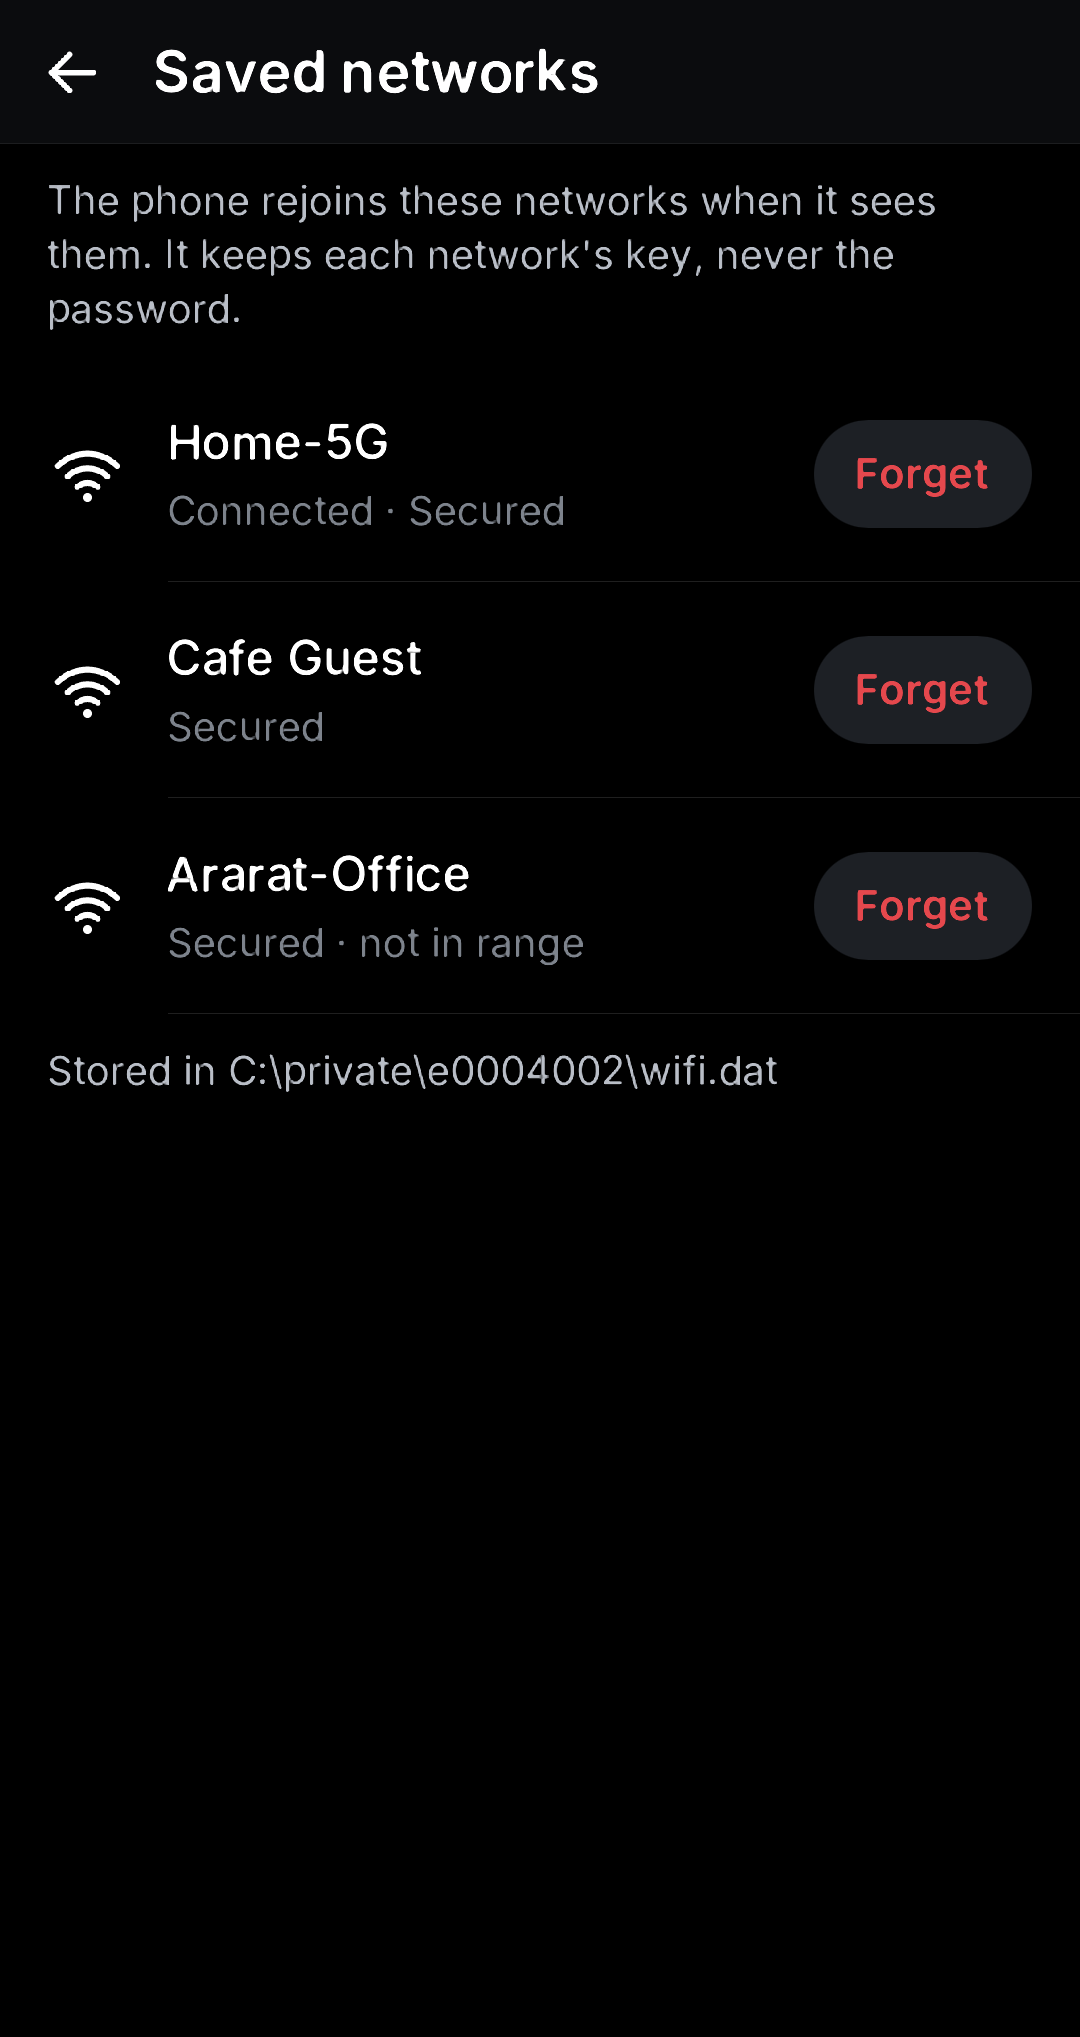 Saved networks
The phone rejoins these networks when it sees
them. It keeps each network's key, never the
password.
Home-5G
Connected · Secured
Forget
Cafe Guest
Secured
Forget
Ararat-Office
Secured · not in range
Forget
Stored in C:\private\e0004002\wifi.dat